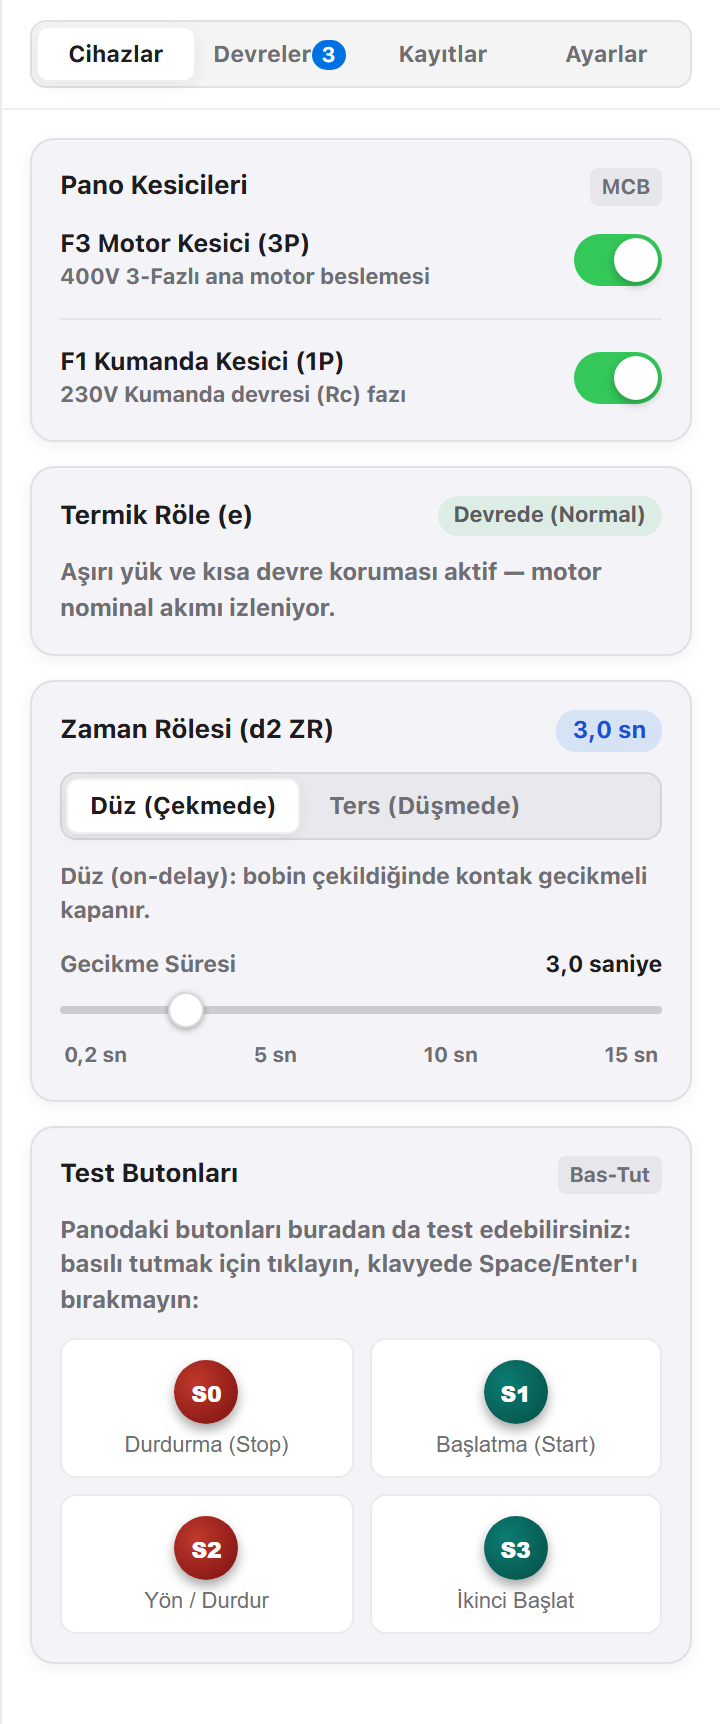 Cihazlar
Devreler 3
Kayıtlar
Ayarlar
Pano Kesicileri
MCB
F3 Motor Kesici (3P)
400V 3-Fazlı ana motor beslemesi
F1 Kumanda Kesici (1P)
230V Kumanda devresi (Rc) fazı
Termik Röle (e)
Devrede (Normal)
Aşırı yük ve kısa devre koruması aktif — motor
nominal akımı izleniyor.
Zaman Rölesi (d2 ZR)
3,0 sn
Düz (Çekmede)
Ters (Düşmede)
Düz (on-delay): bobin çekildiğinde kontak gecikmeli
kapanır.
Gecikme Süresi
3,0 saniye
0,2 sn
5 sn
10 sn
15 sn
Test Butonları
Bas-Tut
Panodaki butonları buradan da test edebilirsiniz:
basılı tutmak için tıklayın, klavyede Space/Enter'ı
bırakmayın:
S0
Durdurma (Stop)
S1
Başlatma (Start)
S2
Yön / Durdur
S3
İkinci Başlat